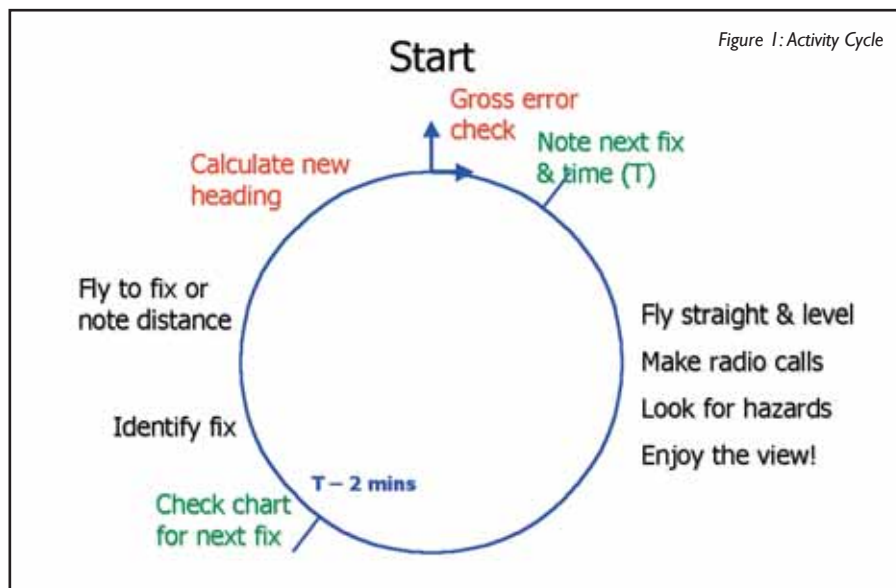 Figure 1: Activity Cycle
Start
Gross error
check
Note next fix
& time (T)
Fly straight & level
Make radio calls
Look for hazards
Enjoy the view!
T – 2 mins
Check chart
for next fix
Identify fix
Fly to fix or
note distance
Calculate new
heading